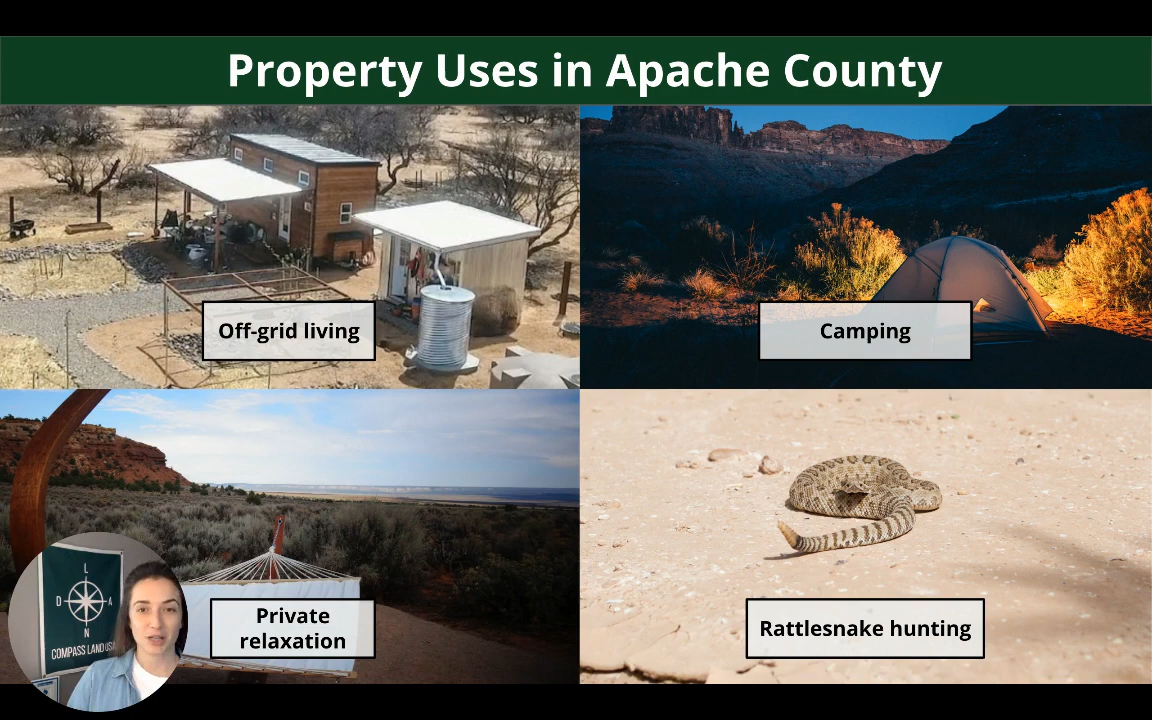 Property Uses in Apache County
Off-grid living
Camping
Private
relaxation
Rattlesnake hunting
L
D A
N
COMPASS LAND USA